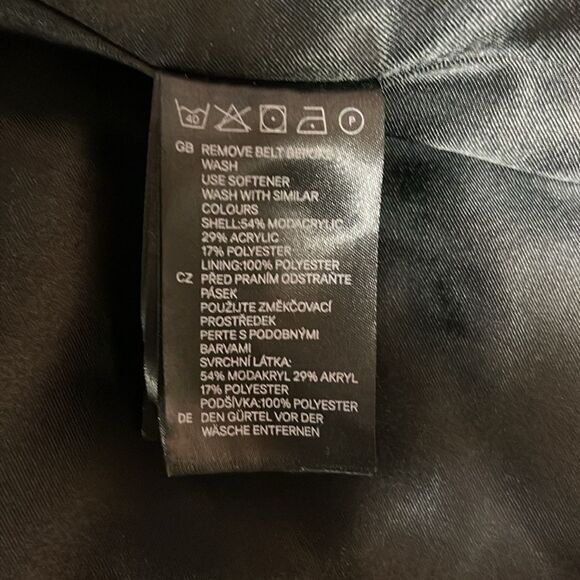 40 P
GB REMOVE BELT BEFORE
WASH
USE SOFTENER
WASH WITH SIMILAR
COLOURS
SHELL:54% MODACRYLIC
29% ACRYLIC
17% POLYESTER
LINING:100% POLYESTER
CZ PŘED PRANÍM ODSTRAŇTE
PÁSEK
POUŽIJTE ZMĚKČOVACÍ
PROSTŘEDEK
PERTE S PODOBNÝMI
BARVAMI
SVRCHNÍ LÁTKA:
54% MODAKRYL 29% AKRYL
17% POLYESTER
PODŠÍVKA:100% POLYESTER
DE DEN GÜRTEL VOR DER
WÄSCHE ENTFERNEN